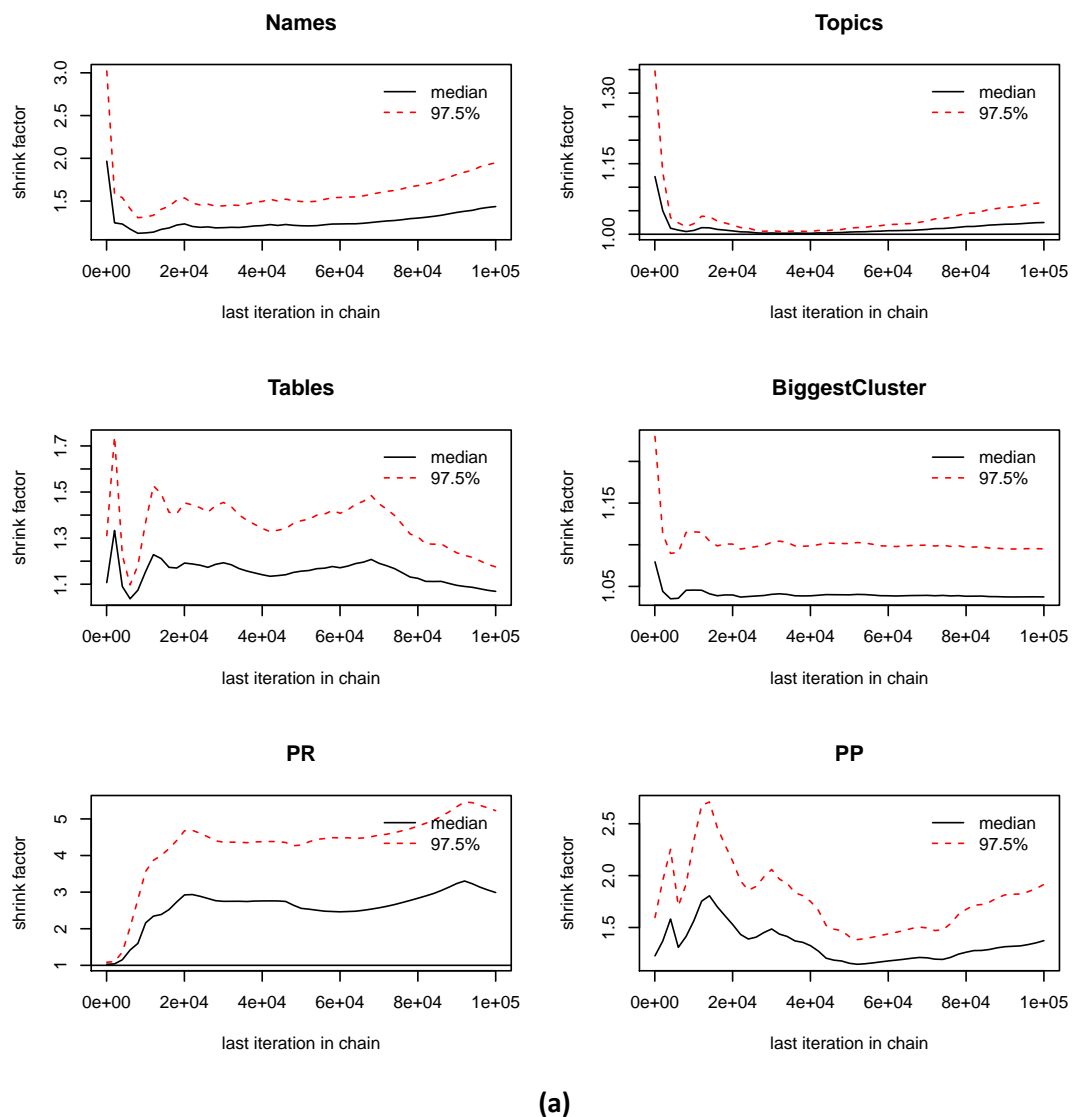 Names
shrink factor
3.0
2.5
2.0
1.5
median
97.5%
0e+00 2e+04 4e+04 6e+04 8e+04 1e+05
last iteration in chain
Topics
shrink factor
1.30
1.15
1.00
median
97.5%
0e+00 2e+04 4e+04 6e+04 8e+04 1e+05
last iteration in chain
Tables
shrink factor
1.7
1.5
1.3
1.1
median
97.5%
0e+00 2e+04 4e+04 6e+04 8e+04 1e+05
last iteration in chain
BiggestCluster
shrink factor
1.15
1.05
median
97.5%
0e+00 2e+04 4e+04 6e+04 8e+04 1e+05
last iteration in chain
PR
shrink factor
5
4
3
2
1
median
97.5%
0e+00 2e+04 4e+04 6e+04 8e+04 1e+05
last iteration in chain
PP
shrink factor
2.5
2.0
1.5
median
97.5%
0e+00 2e+04 4e+04 6e+04 8e+04 1e+05
last iteration in chain
(a)